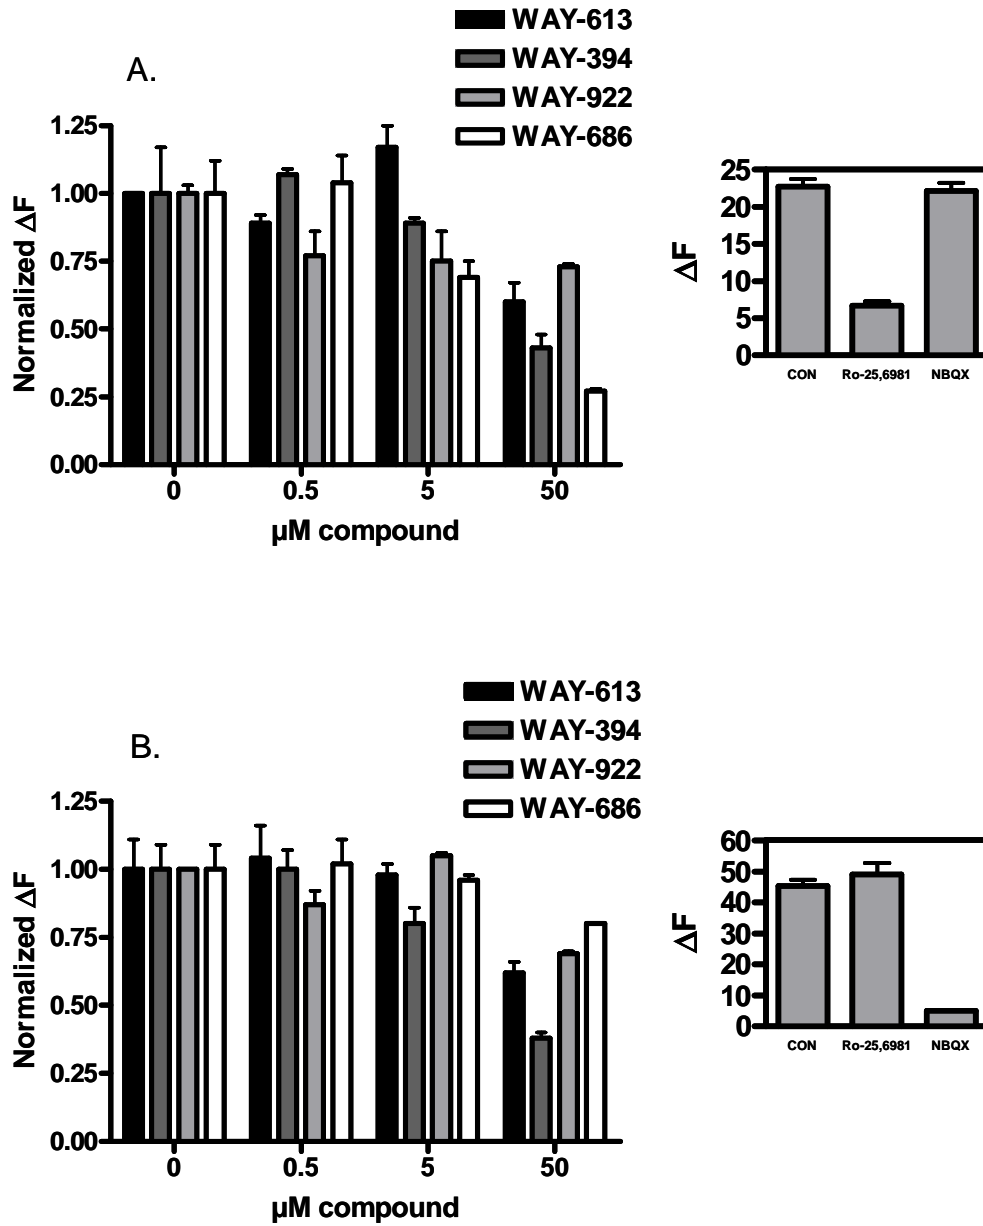 WAY-613
WAY-394
WAY-922
WAY-686
A.
1.25
1.00
0.75
0.50
0.25
0.00
Normalized ΔF
0 0.5 5 50
µM compound
25
20
15
10
5
0
ΔF
CON Ro-25,6981 NBQX
WAY-613
WAY-394
WAY-922
WAY-686
B.
1.25
1.00
0.75
0.50
0.25
0.00
Normalized ΔF
0 0.5 5 50
µM compound
60
50
40
30
20
10
0
ΔF
CON Ro-25,6981 NBQX